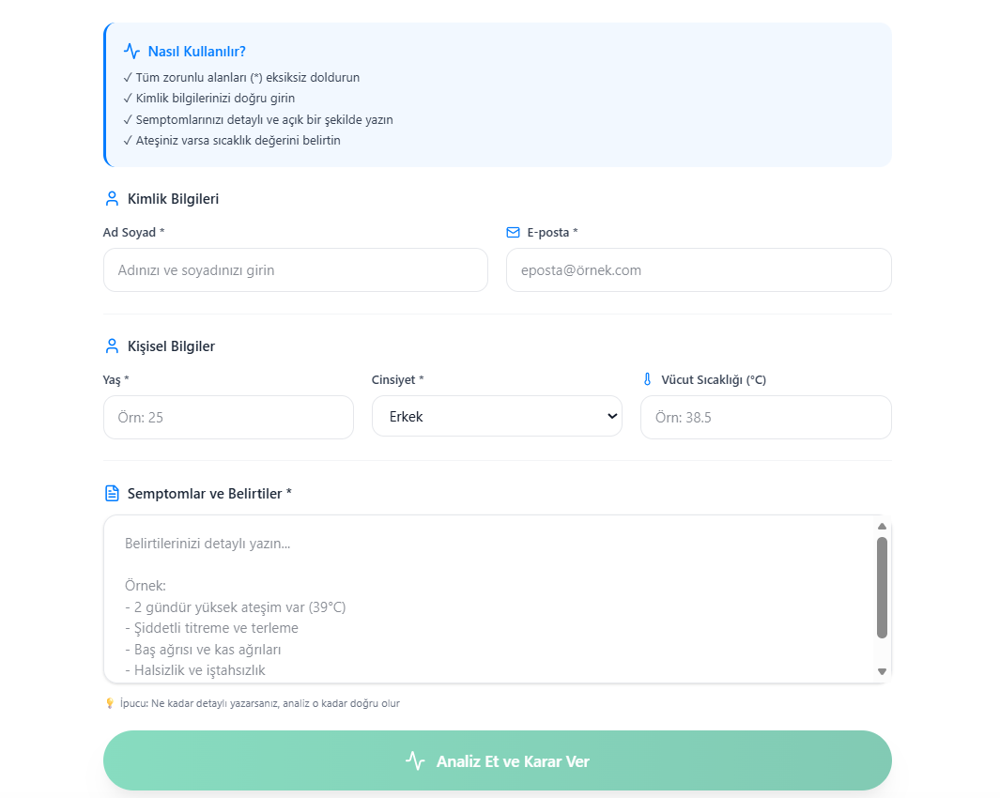 Nasıl Kullanılır?
✓ Tüm zorunlu alanları (*) eksiksiz doldurun
✓ Kimlik bilgilerinizi doğru girin
✓ Semptomlarınızı detaylı ve açık bir şekilde yazın
✓ Ateşiniz varsa sıcaklık değerini belirtin
Kimlik Bilgileri
Ad Soyad *
E-posta *
Adınızı ve soyadınızı girin
eposta@örnek.com
Kişisel Bilgiler
Yaş *
Cinsiyet *
Vücut Sıcaklığı (°C)
Örn: 25
Erkek
Örn: 38.5
Semptomlar ve Belirtiler *
Belirtilerinizi detaylı yazın...
Örnek:
- 2 gündür yüksek ateşim var (39°C)
- Şiddetli titreme ve terleme
- Baş ağrısı ve kas ağrıları
- Halsizlik ve iştahsızlık
💡 İpucu: Ne kadar detaylı yazarsanız, analiz o kadar doğru olur
Analiz Et ve Karar Ver